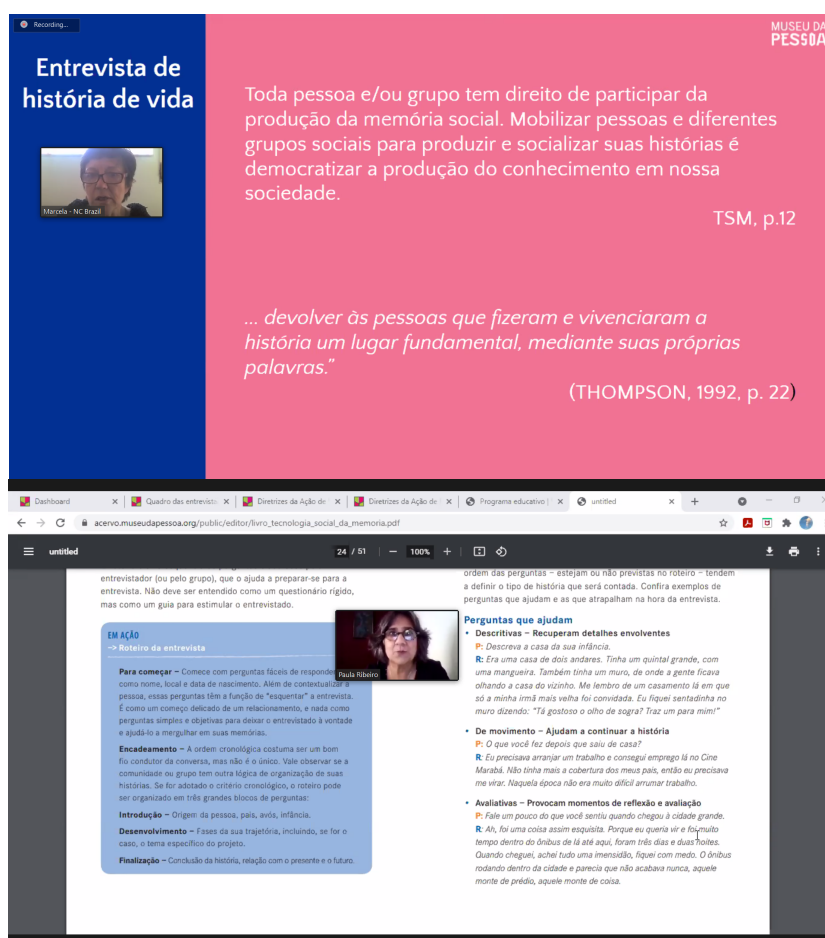 Recording...
MUSEU DA
PESSOA
Entrevista de
história de vida
Marcela - NC Brazil
Toda pessoa e/ou grupo tem direito de participar da
produção da memória social. Mobilizar pessoas e diferentes
grupos sociais para produzir e socializar suas histórias é
democratizar a produção do conhecimento em nossa
sociedade.
TSM, p.12
... devolver às pessoas que fizeram e vivenciaram a
história um lugar fundamental, mediante suas próprias
palavras.”
(THOMPSON, 1992, p. 22)
Dashboard
Quadro das entrevista
Diretrizes da Ação de
Diretrizes da Ação de
Programa educativo |
untitled
acervo.museudapessoa.org/public/editor/livro_tecnologia_social_da_memoria.pdf
untitled
24 / 51
100%
entrevistador (ou pelo grupo), que o ajuda a preparar-se para a
entrevista. Não deve ser entendido como um questionário rígido,
mas como um guia para estimular o entrevistado.
EM AÇÃO
–> Roteiro da entrevista
Para começar – Comece com perguntas fáceis de responder
como nome, local e data de nascimento. Além de contextualizar a
pessoa, essas perguntas têm a função de "esquentar" a entrevista.
É como um começo delicado de um relacionamento, e nada como
perguntas simples e objetivas para deixar o entrevistado à vontade
e ajudá-lo a mergulhar em suas memórias.
Encadeamento – A ordem cronológica costuma ser um bom
fio condutor da conversa, mas não é o único. Vale observar se a
comunidade ou grupo tem outra lógica de organização de suas
histórias. Se for adotado o critério cronológico, o roteiro pode
ser organizado em três grandes blocos de perguntas:
Introdução – Origem da pessoa, pais, avós, infância.
Desenvolvimento – Fases da sua trajetória, incluindo, se for o
caso, o tema específico do projeto.
Finalização – Conclusão da história, relação com o presente e o futuro.
Paula Ribeiro
ordem das perguntas – estejam ou não previstas no roteiro – tendem
a definir o tipo de história que será contada. Confira exemplos de
perguntas que ajudam e as que atrapalham na hora da entrevista.
Perguntas que ajudam
• Descritivas – Recuperam detalhes envolventes
P: Descreva a casa da sua infância.
R: Era uma casa de dois andares. Tinha um quintal grande, com
uma mangueira. Também tinha um muro, de onde a gente ficava
olhando a casa do vizinho. Me lembro de um casamento lá em que
só a minha irmã mais velha foi convidada. Eu fiquei sentadinha no
muro dizendo: "Tá gostoso o olho de sogra? Traz um para mim!"
• De movimento – Ajudam a continuar a história
P: O que você fez depois que saiu de casa?
R: Eu precisava arranjar um trabalho e consegui emprego lá no Cine
Marabá. Não tinha mais a cobertura dos meus pais, então eu precisava
me virar. Naquela época não era muito difícil arrumar trabalho.
• Avaliativas – Provocam momentos de reflexão e avaliação
P: Fale um pouco do que você sentiu quando chegou à cidade grande.
R: Ah, foi uma coisa assim esquisita. Porque eu queria vir e foi muito
tempo dentro do ônibus de lá até aqui, foram três dias e duas noites.
Quando cheguei, achei tudo uma imensidão, fiquei com medo. O ônibus
rodando dentro da cidade e parecia que não acabava nunca, aquele
monte de prédio, aquele monte de coisa.